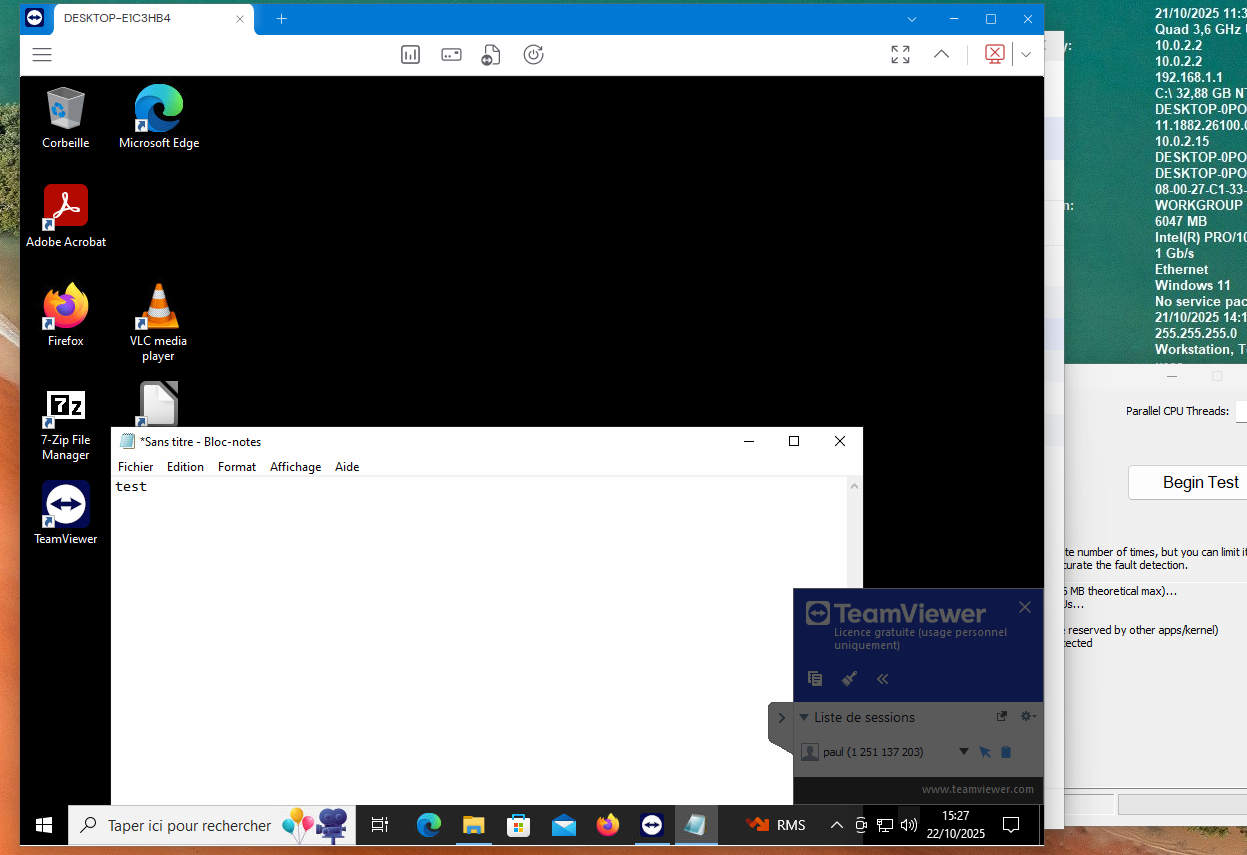 DESKTOP-E1C3HB4
Corbeille
Microsoft Edge
Adobe Acrobat
Firefox
VLC media
player
7-Zip File
Manager
TeamViewer
*Sans titre - Bloc-notes
Fichier Edition Format Affichage Aide
test
TeamViewer
Licence gratuite (usage personnel
uniquement)
Liste de sessions
paul (1 251 137 203)
www.teamviewer.com
Taper ici pour rechercher
RMS
15:27
22/10/2025
21/10/2025 11:3
Quad 3,6 GHz
y:
10.0.2.2
10.0.2.2
192.168.1.1
C:\ 32,88 GB NT
DESKTOP-0PO
11.1882.26100.
10.0.2.15
DESKTOP-0PO
DESKTOP-0PO
08-00-27-C1-33-
n:
WORKGROUP
6047 MB
Intel(R) PRO/10
1 Gb/s
Ethernet
Windows 11
No service pac
21/10/2025 14:1
255.255.255.0
Workstation, T
Parallel CPU Threads:
Begin Test
te number of times, but you can limit it
curate the fault detection.
MB theoretical max)...
Js...
reserved by other apps/kernel)
tected